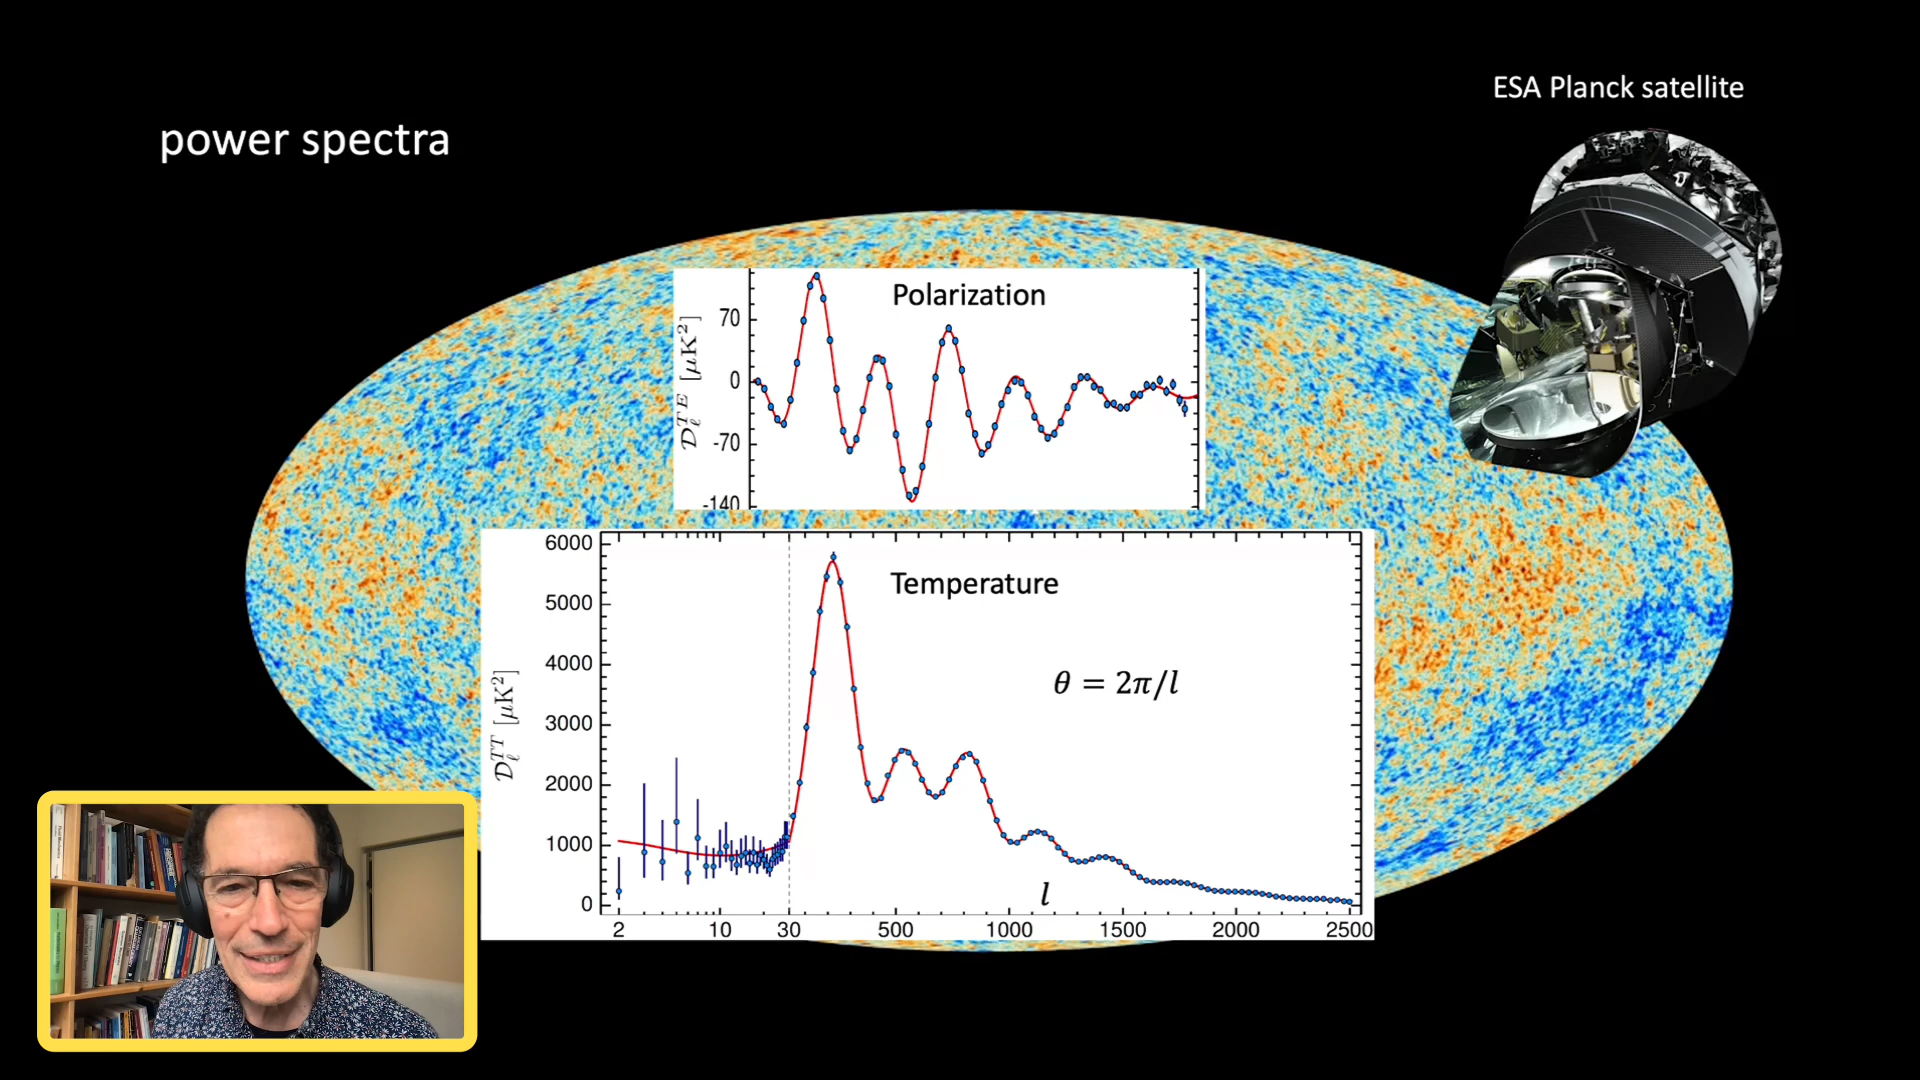 ESA Planck satellite
power spectra
Polarization
70
0
-70
-140
𝒟ℓ^TE [μK²]
Temperature
6000
5000
4000
3000
2000
1000
0
𝒟ℓ^TT [μK²]
θ = 2π/l
l
2 10 30 500 1000 1500 2000 2500